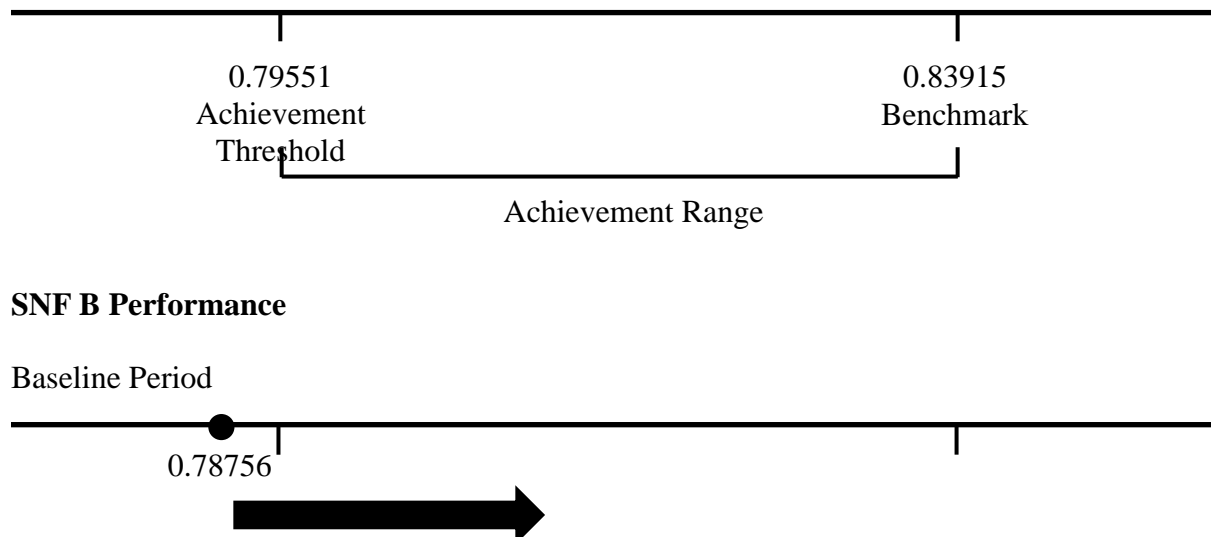 0.79551
Achievement
Threshold
0.83915
Benchmark
Achievement Range
SNF B Performance
Baseline Period
0.78756